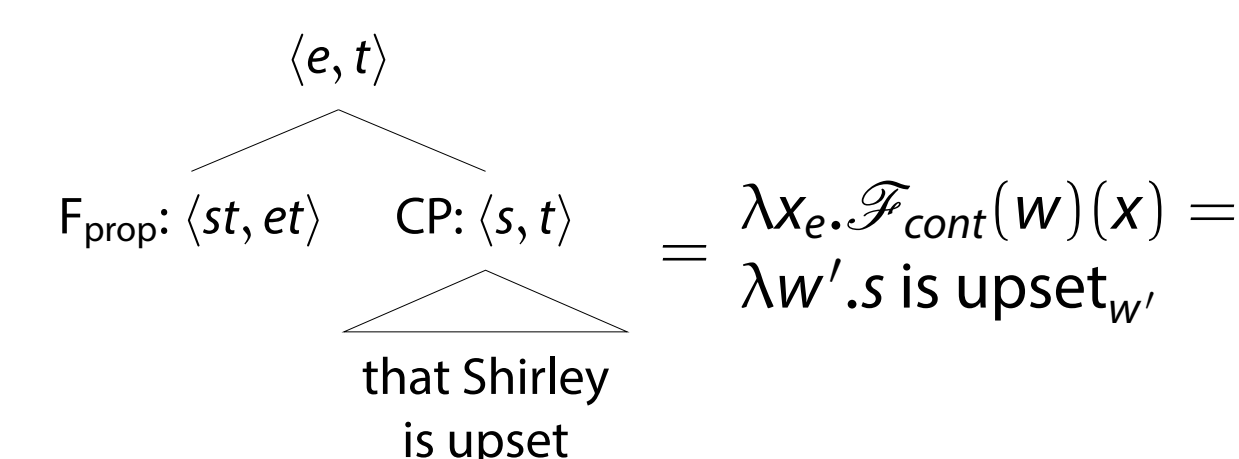 ⟨e, t⟩
F_prop: ⟨st, et⟩ CP: ⟨s, t⟩
that Shirley
is upset
= λx_e.ℱ_cont(w)(x) =
λw′.s is upset_w′